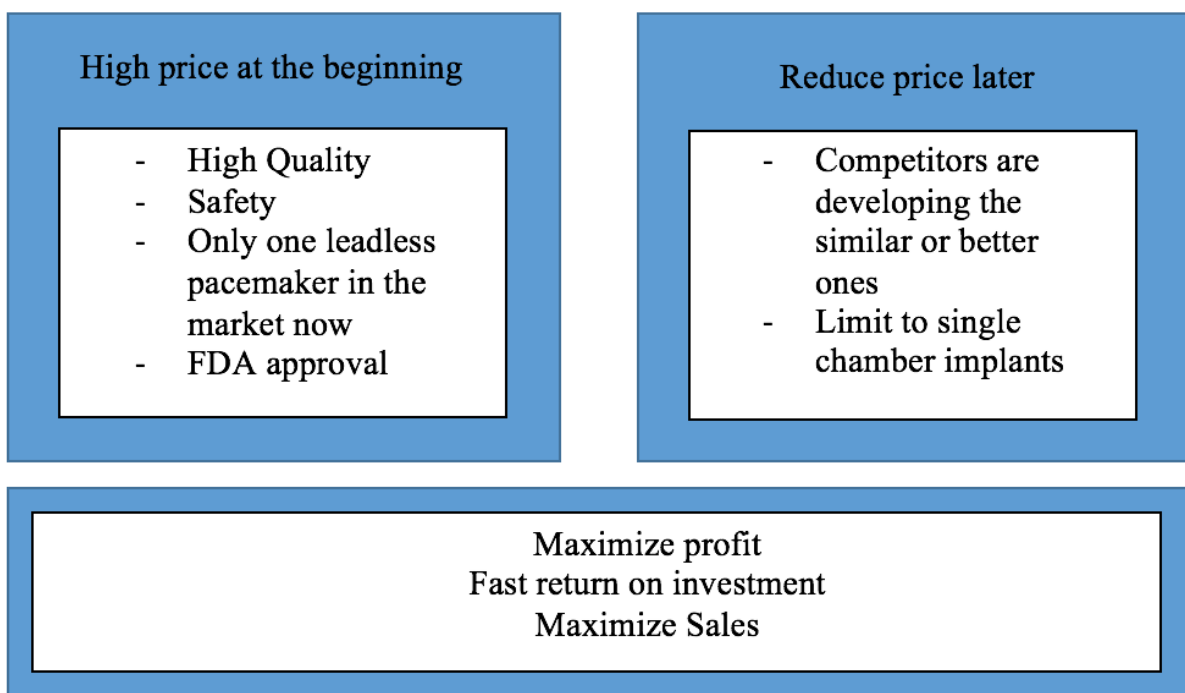 High price at the beginning
- High Quality
- Safety
- Only one leadless
pacemaker in the
market now
- FDA approval
Reduce price later
- Competitors are
developing the
similar or better
ones
- Limit to single
chamber implants
Maximize profit
Fast return on investment
Maximize Sales